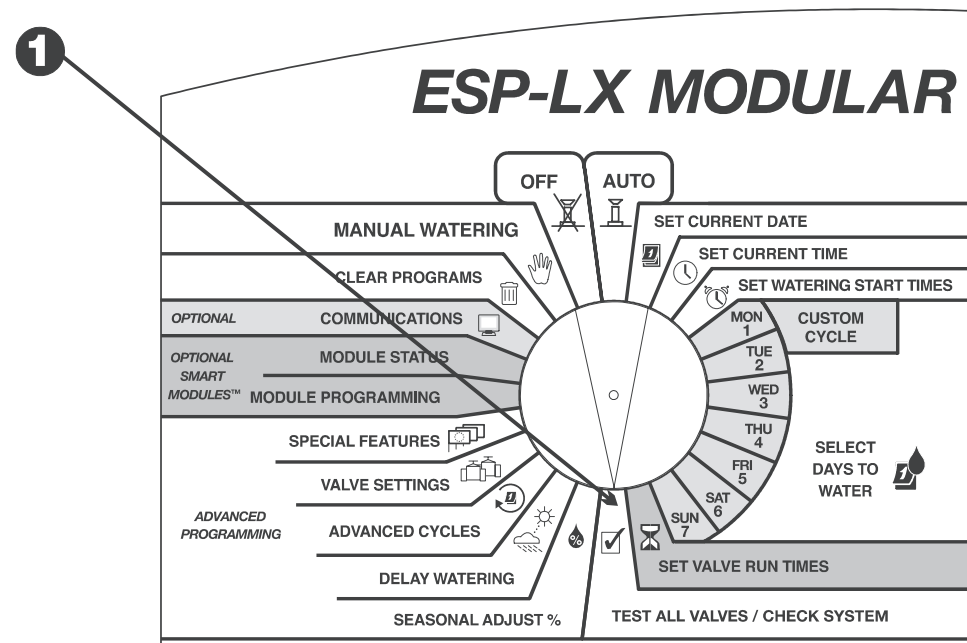 1
ESP-LX MODULAR
OFF
AUTO
MANUAL WATERING
SET CURRENT DATE
CLEAR PROGRAMS
SET CURRENT TIME
SET WATERING START TIMES
OPTIONAL
COMMUNICATIONS
MON
1
CUSTOM
CYCLE
OPTIONAL
SMART
MODULES™
MODULE STATUS
MODULE PROGRAMMING
TUE
2
WED
3
THU
4
FRI
5
SAT
6
SUN
7
SELECT
DAYS TO
WATER
1
SPECIAL FEATURES
VALVE SETTINGS
ADVANCED
PROGRAMMING
ADVANCED CYCLES
DELAY WATERING
SEASONAL ADJUST %
%
SET VALVE RUN TIMES
TEST ALL VALVES / CHECK SYSTEM